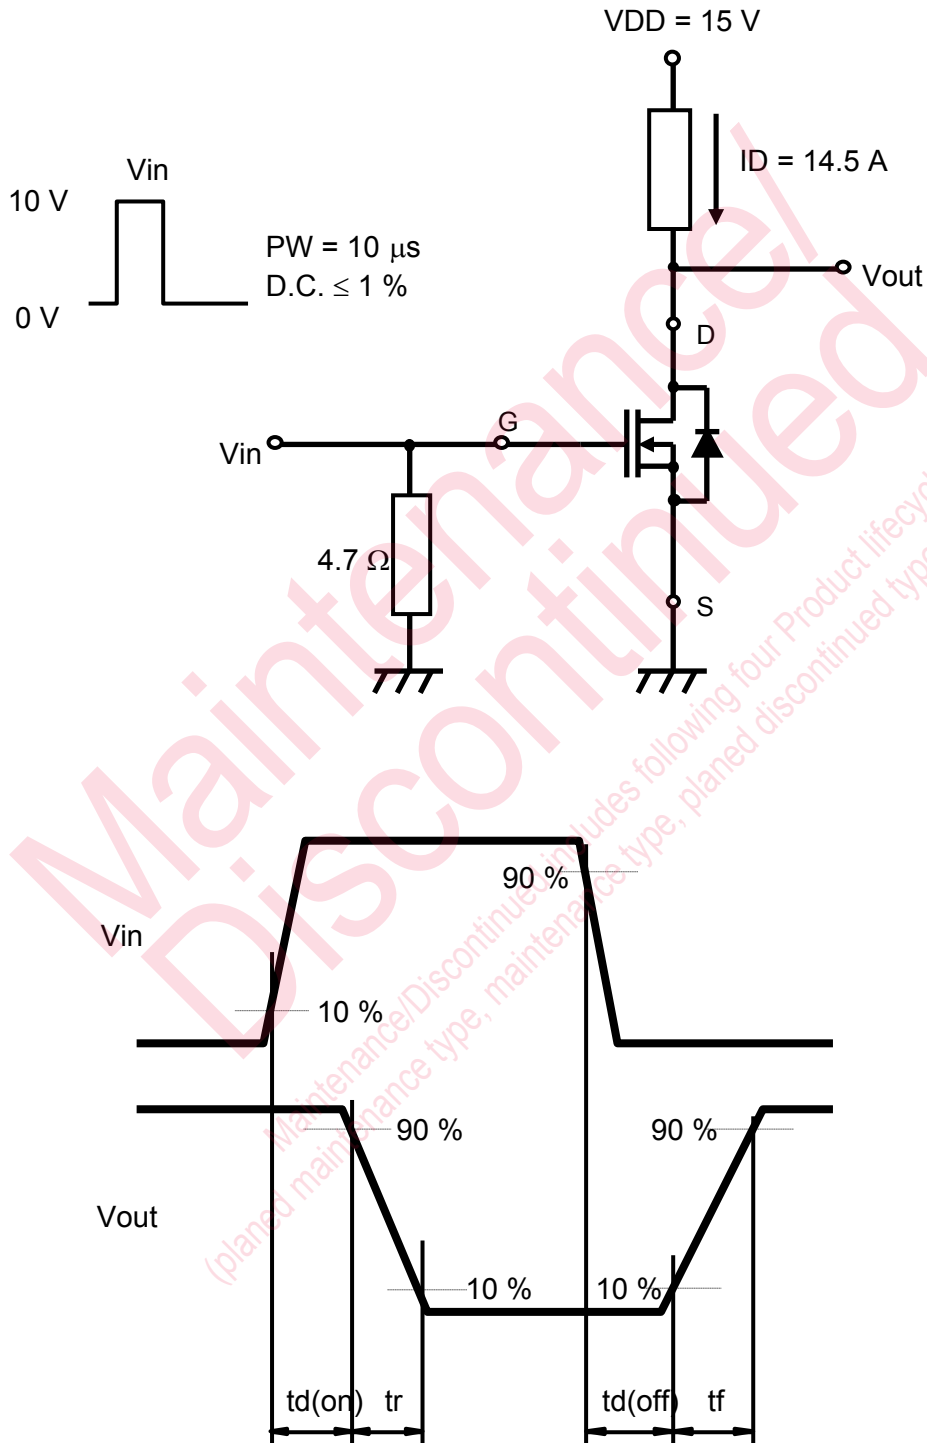 VDD = 15 V
ID = 14.5 A
Vin
10 V
0 V
PW = 10 μs
D.C. ≤ 1 %
Vout
D
G
Vin
4.7 Ω
S
Maintenance/
Discontinued
Maintenance/Discontinued includes following four Product lifecyc
(planed maintenance type, maintenance type, planed discontinued type
90 %
Vin
10 %
90 %
90 %
Vout
10 %
10 %
td(on)
tr
td(off)
tf